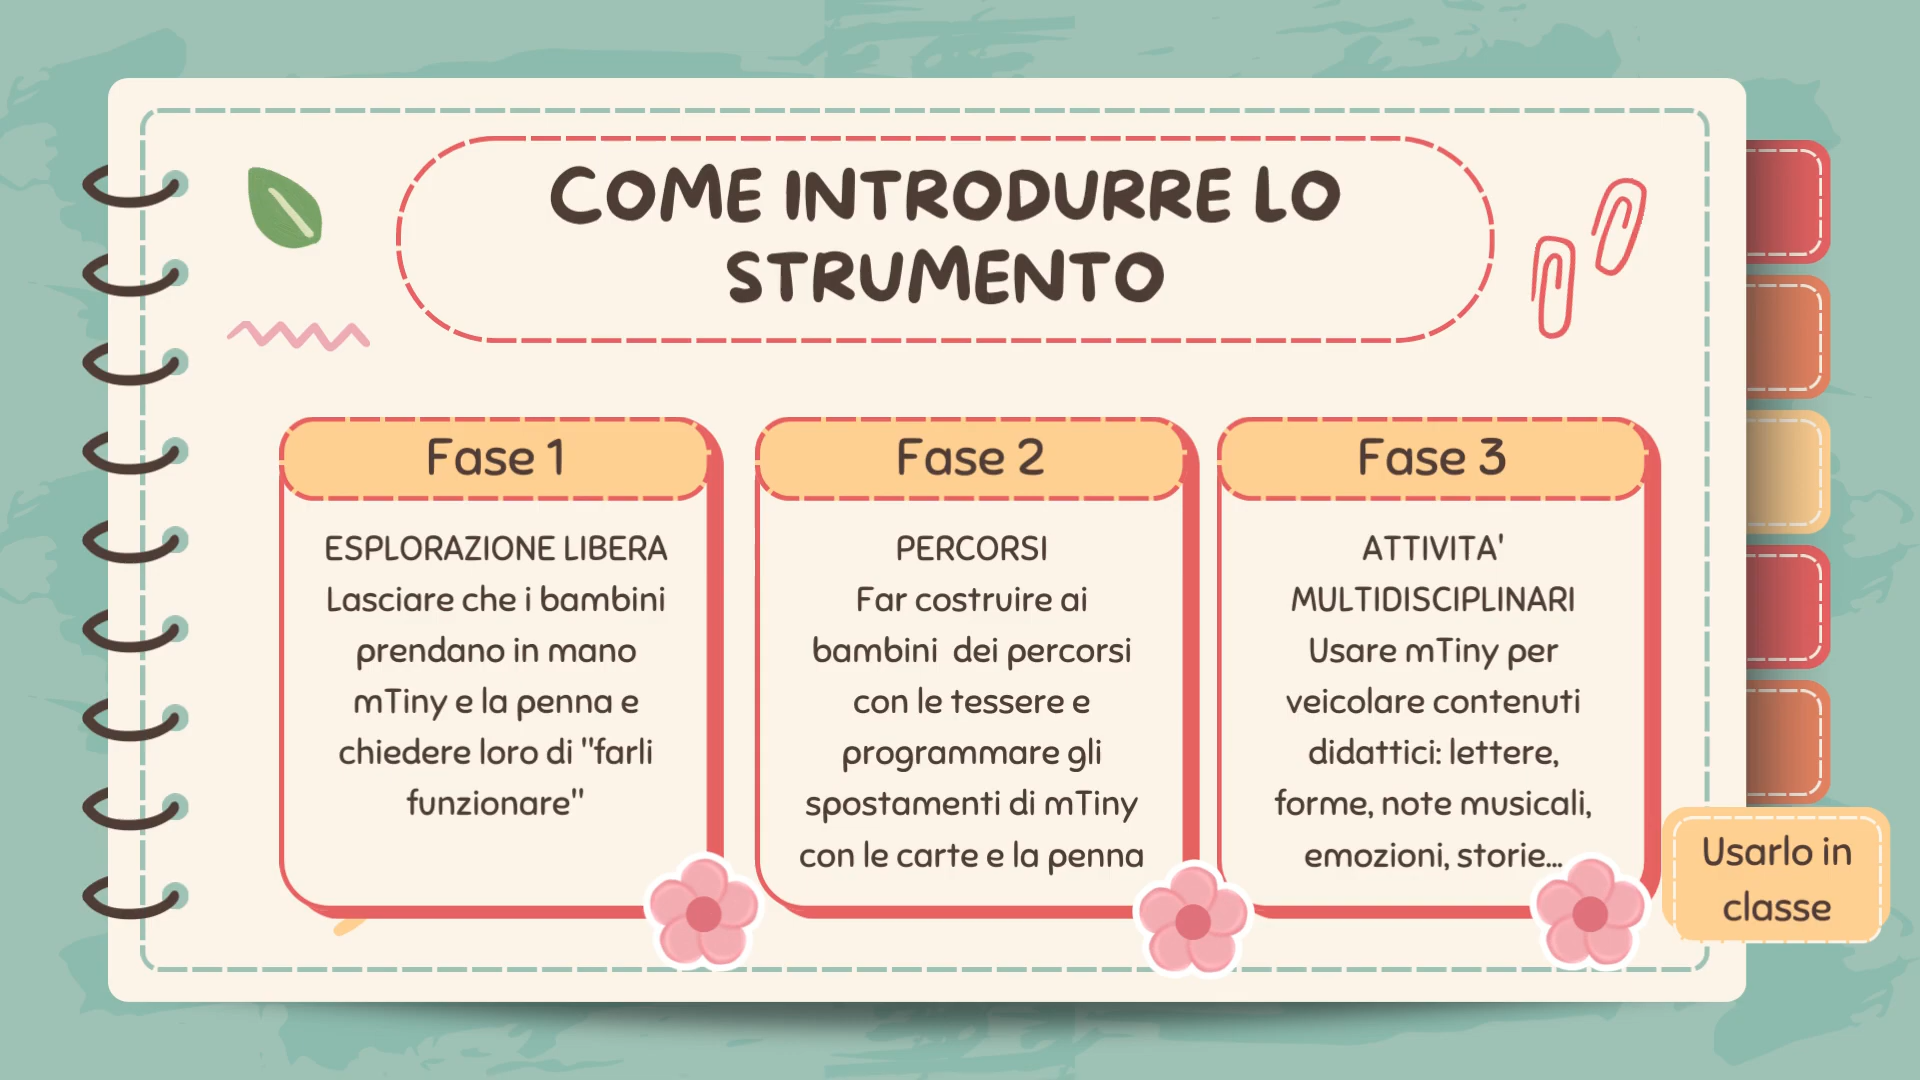 COME INTRODURRE LO
STRUMENTO
Fase 1
ESPLORAZIONE LIBERA
Lasciare che i bambini
prendano in mano
mTiny e la penna e
chiedere loro di "farli
funzionare"
Fase 2
PERCORSI
Far costruire ai
bambini  dei percorsi
con le tessere e
programmare gli
spostamenti di mTiny
con le carte e la penna
Fase 3
ATTIVITA'
MULTIDISCIPLINARI
Usare mTiny per
veicolare contenuti
didattici: lettere,
forme, note musicali,
emozioni, storie...
Usarlo in
classe